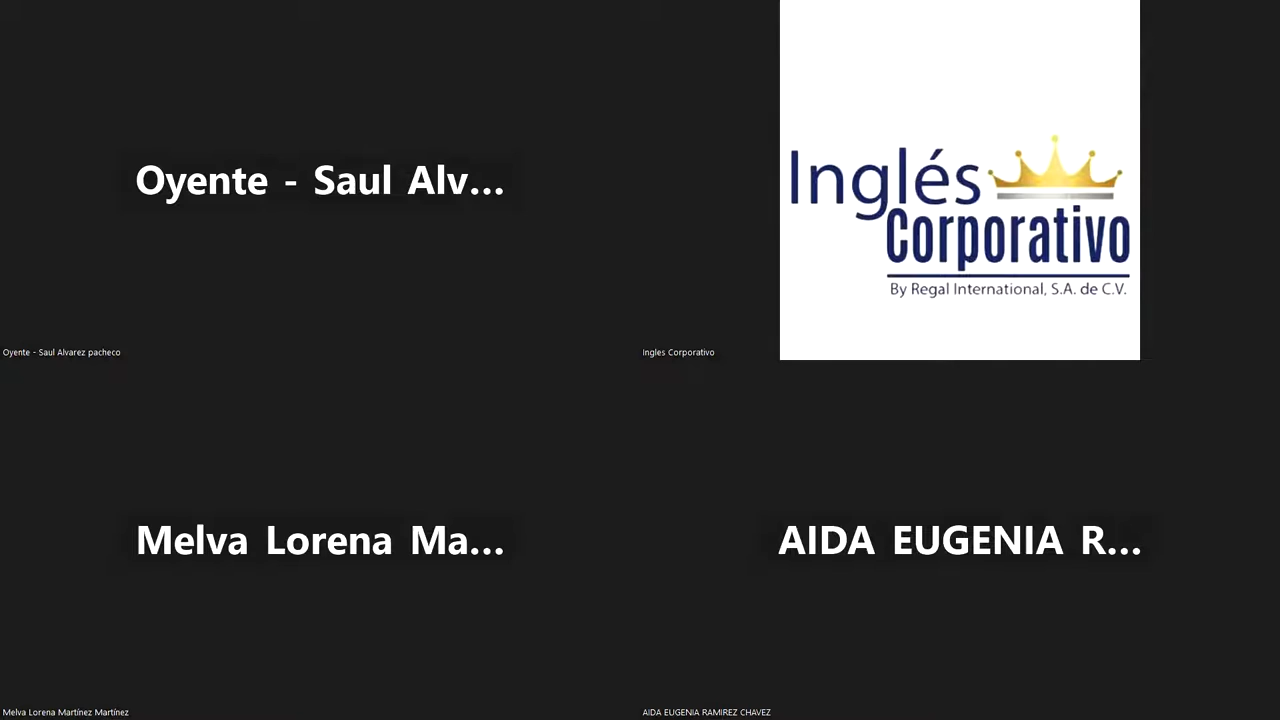 Oyente - Saul Alv...
Oyente - Saul Alvarez pacheco
Inglés
Corporativo
By Regal International, S.A. de C.V.
Ingles Corporativo
Melva Lorena Ma...
Melva Lorena Martínez Martínez
AIDA EUGENIA R...
AIDA EUGENIA RAMIREZ CHAVEZ